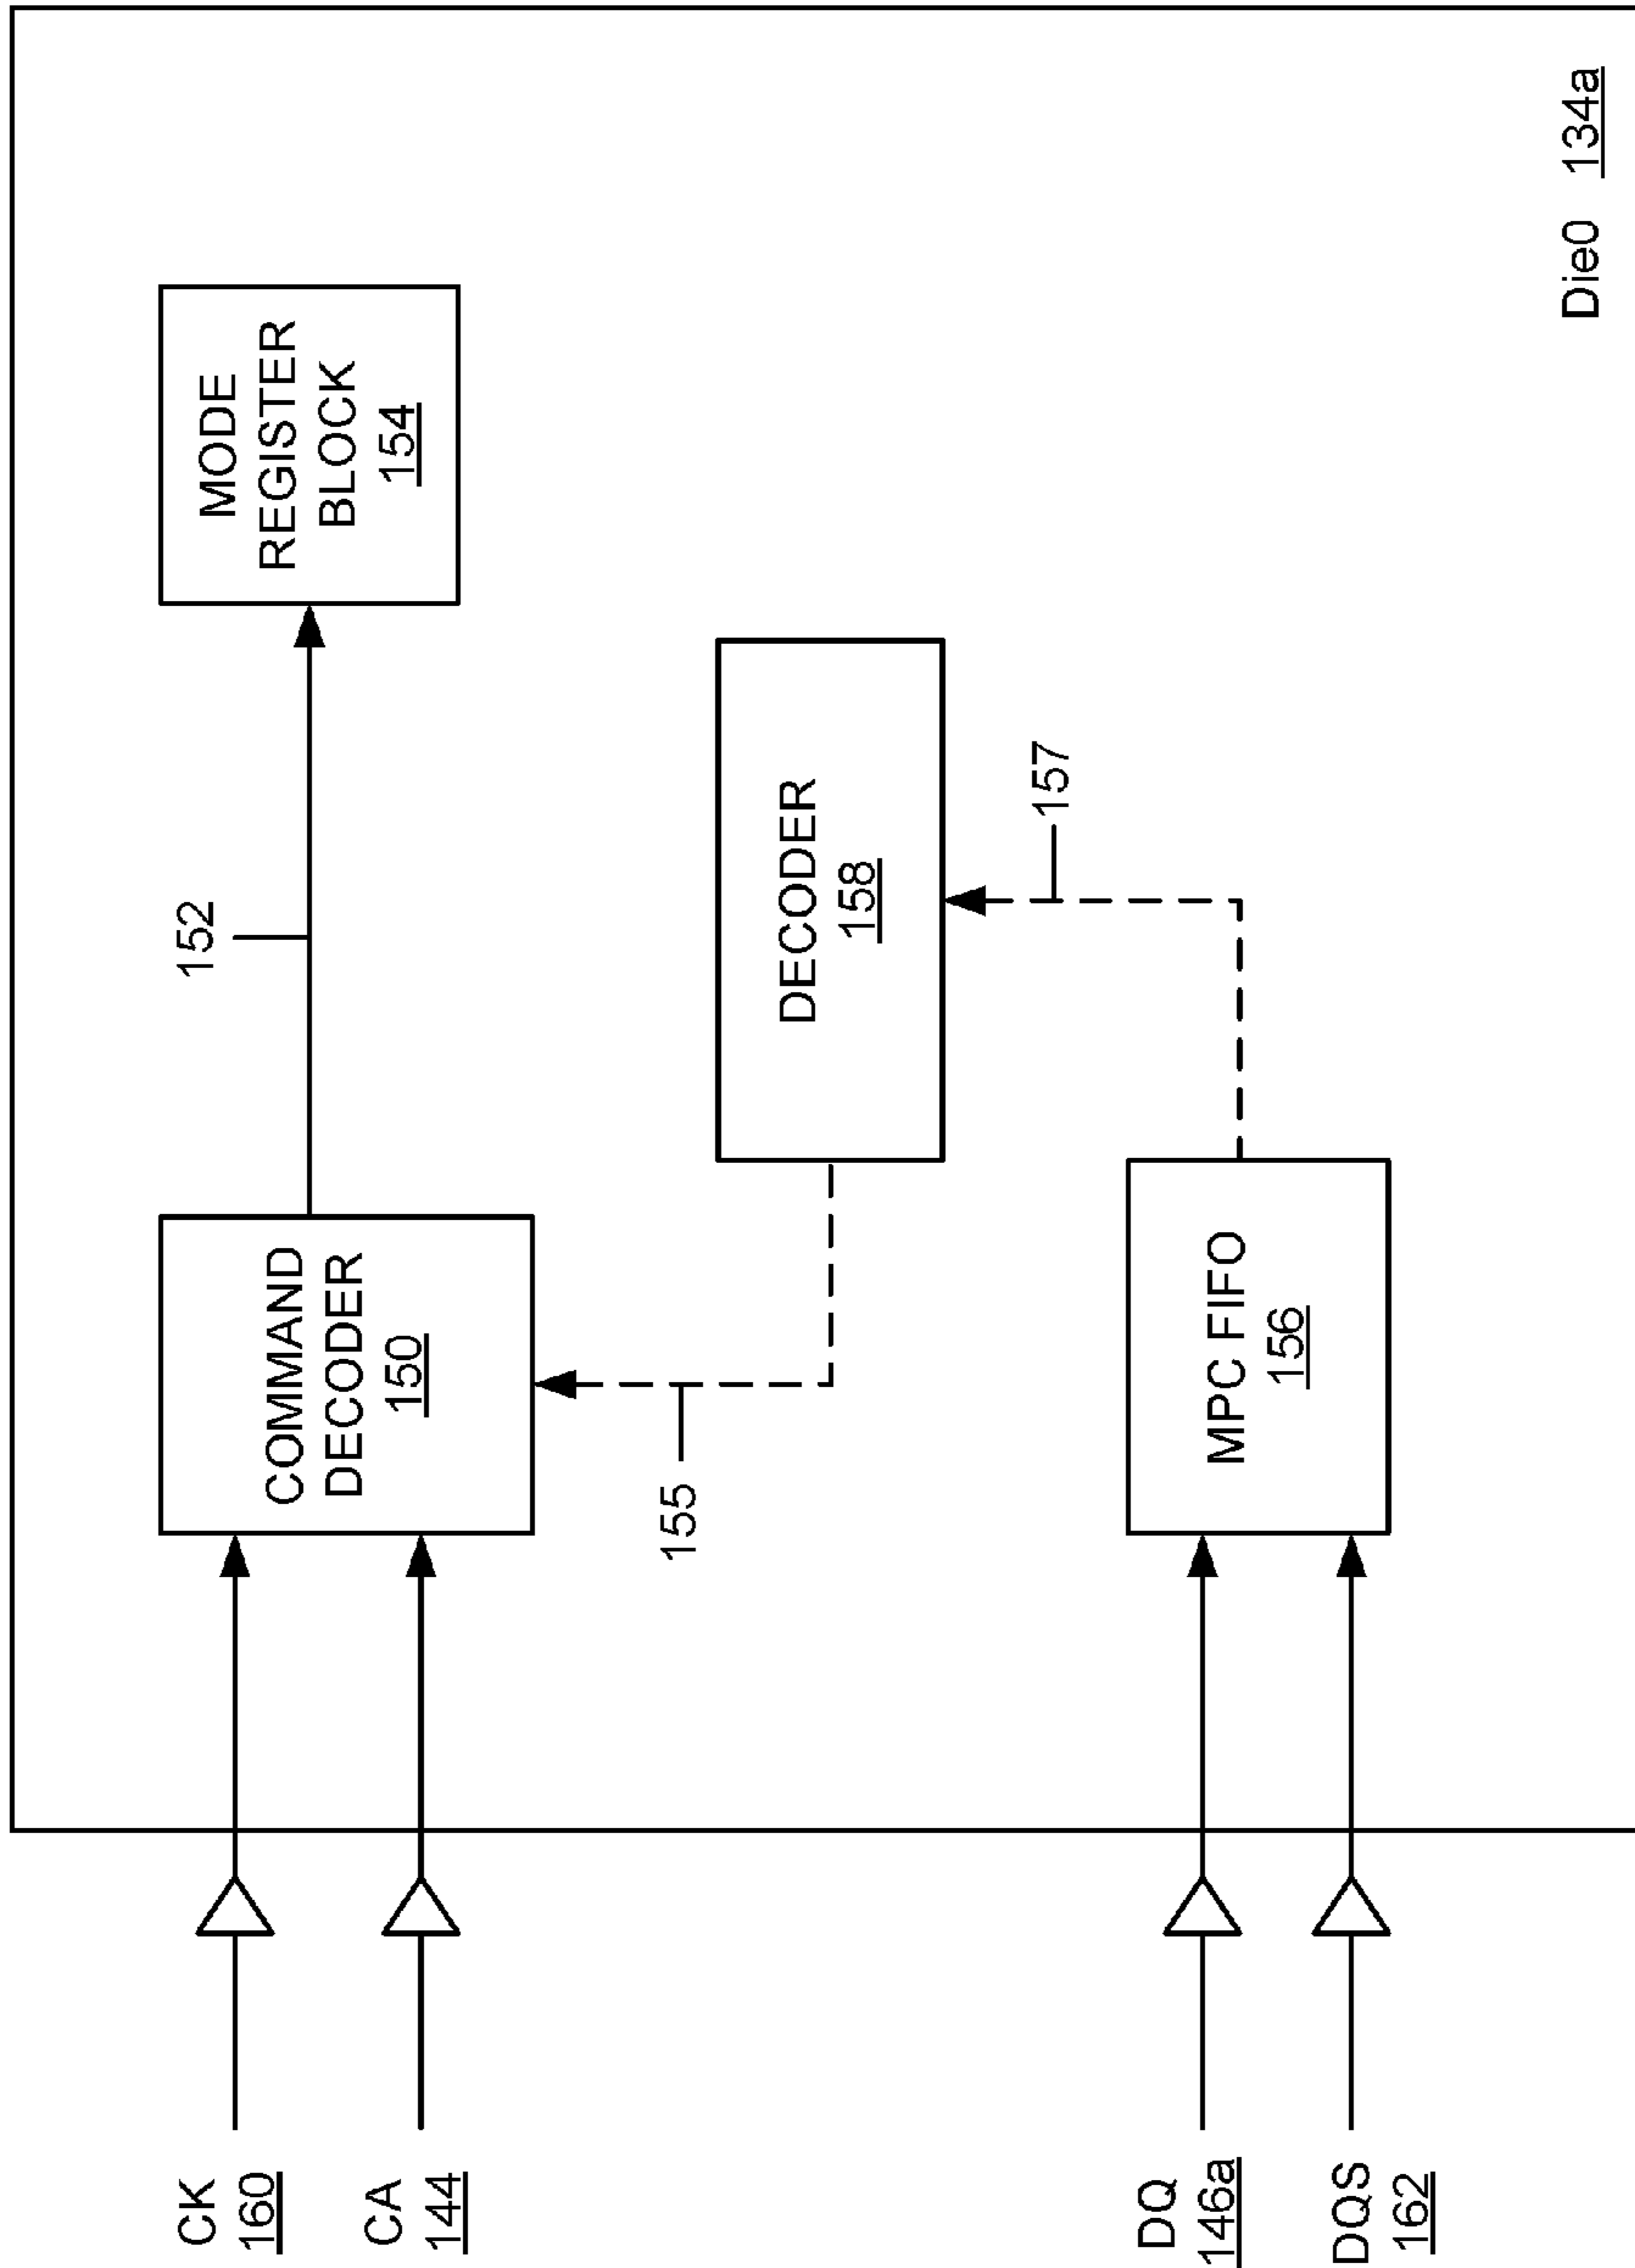 CK
160
CA
144
DQ
146a
DQS
162
COMMAND
DECODER
150
152
MODE
REGISTER
BLOCK
154
155
DECODER
158
157
MPC FIFO
156
Die0 134a